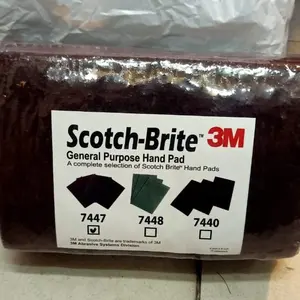 Scotch-Brite™ 3M
General Purpose Hand Pad
A complete selection of Scotch Brite® Hand Pads
7447 7448 7440
3M and Scotch-Brite are trademarks of 3M
3M Abrasive Systems Division